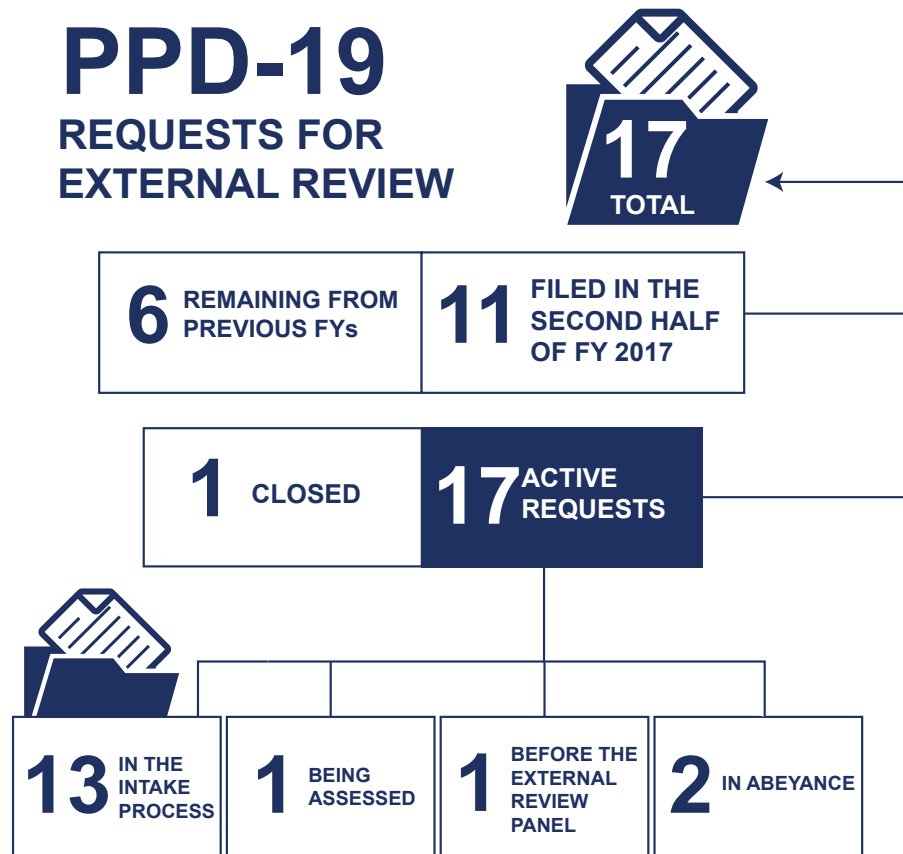 PPD-19
REQUESTS FOR
EXTERNAL REVIEW
17
TOTAL
6 REMAINING FROM
PREVIOUS FYs
11 FILED IN THE
SECOND HALF
OF FY 2017
1 CLOSED
17 ACTIVE
REQUESTS
13 IN THE
INTAKE
PROCESS
1 BEING
ASSESSED
1 BEFORE THE
EXTERNAL
REVIEW
PANEL
2 IN ABEYANCE